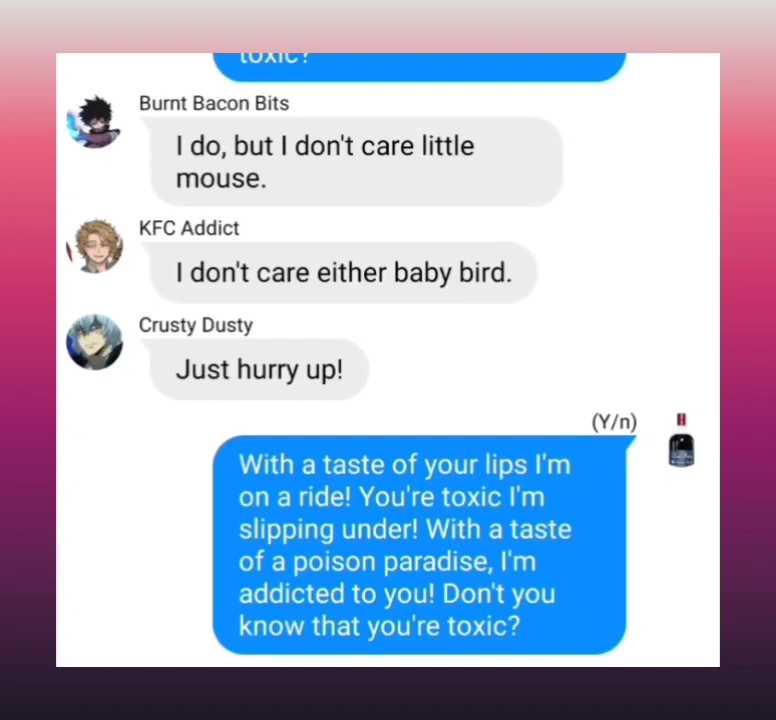 toxic?
Burnt Bacon Bits
I do, but I don't care little
mouse.
KFC Addict
I don't care either baby bird.
Crusty Dusty
Just hurry up!
(Y/n)
With a taste of your lips I'm
on a ride! You're toxic I'm
slipping under! With a taste
of a poison paradise, I'm
addicted to you! Don't you
know that you're toxic?